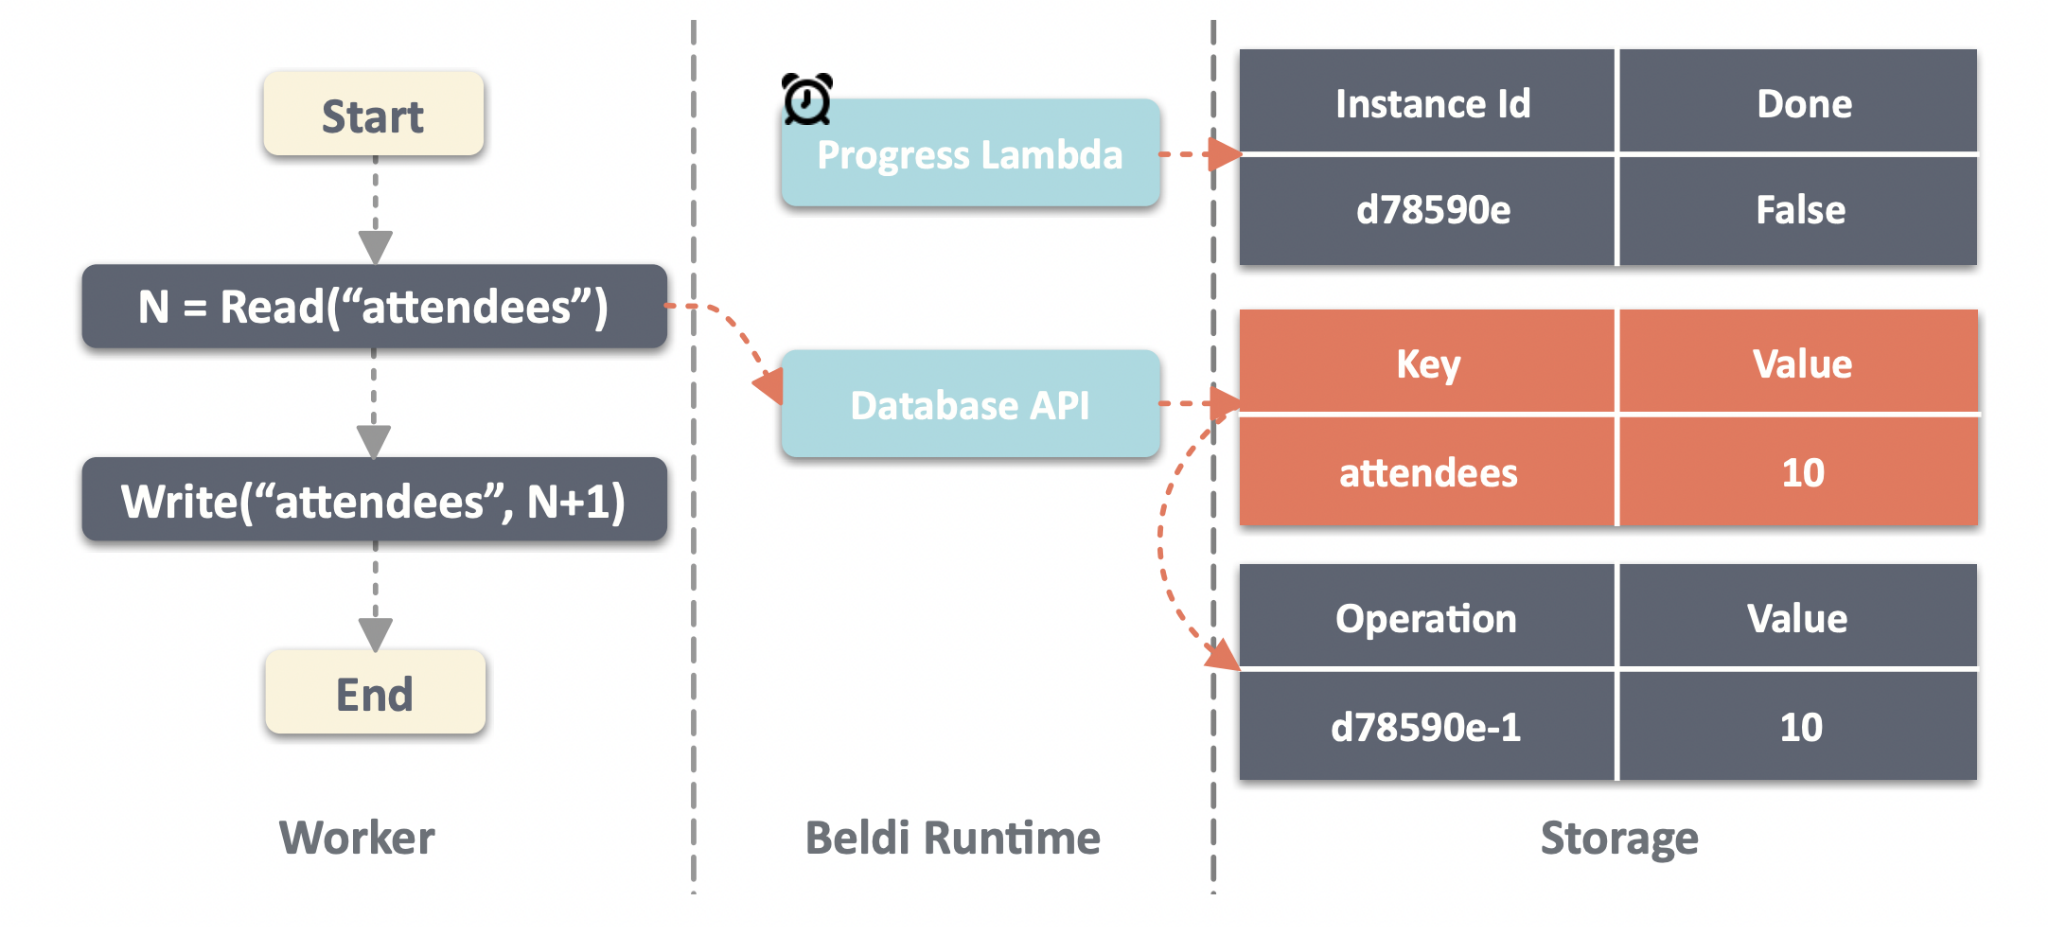 Start
N = Read(“attendees”)
Write(“attendees”, N+1)
End
Worker
Progress Lambda
Database API
Beldi Runtime
Instance Id Done
d78590e False
Key Value
attendees 10
Operation Value
d78590e-1 10
Storage